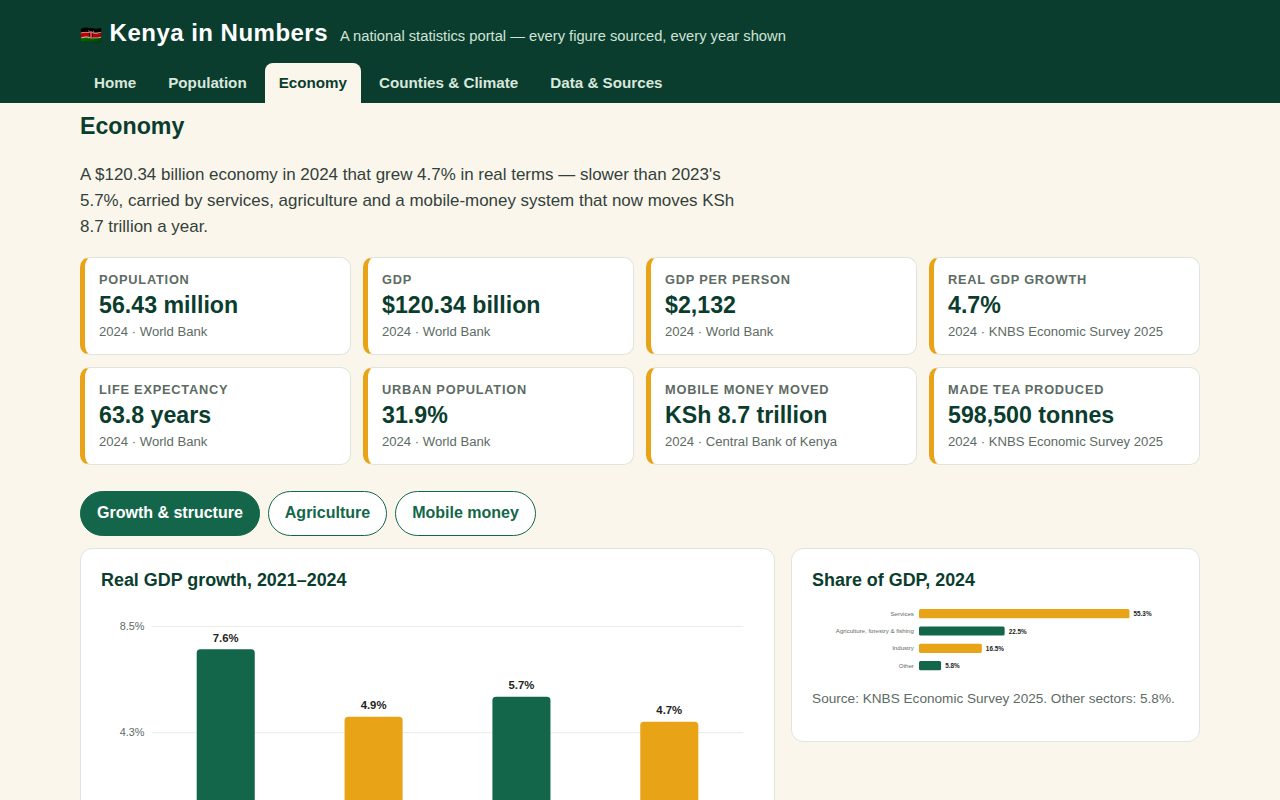 Kenya in Numbers A national statistics portal — every figure sourced, every year shown
Home Population Economy Counties & Climate Data & Sources
Economy
A $120.34 billion economy in 2024 that grew 4.7% in real terms — slower than 2023's
5.7%, carried by services, agriculture and a mobile-money system that now moves KSh
8.7 trillion a year.
POPULATION
56.43 million
2024 · World Bank
GDP
$120.34 billion
2024 · World Bank
GDP PER PERSON
$2,132
2024 · World Bank
REAL GDP GROWTH
4.7%
2024 · KNBS Economic Survey 2025
LIFE EXPECTANCY
63.8 years
2024 · World Bank
URBAN POPULATION
31.9%
2024 · World Bank
MOBILE MONEY MOVED
KSh 8.7 trillion
2024 · Central Bank of Kenya
MADE TEA PRODUCED
598,500 tonnes
2024 · KNBS Economic Survey 2025
Growth & structure Agriculture Mobile money
Real GDP growth, 2021–2024
8.5%
7.6%
4.9%
5.7%
4.7%
4.3%
Share of GDP, 2024
Services 55.3%
Agriculture, forestry & fishing 22.5%
Industry 16.5%
Other 5.8%
Source: KNBS Economic Survey 2025. Other sectors: 5.8%.